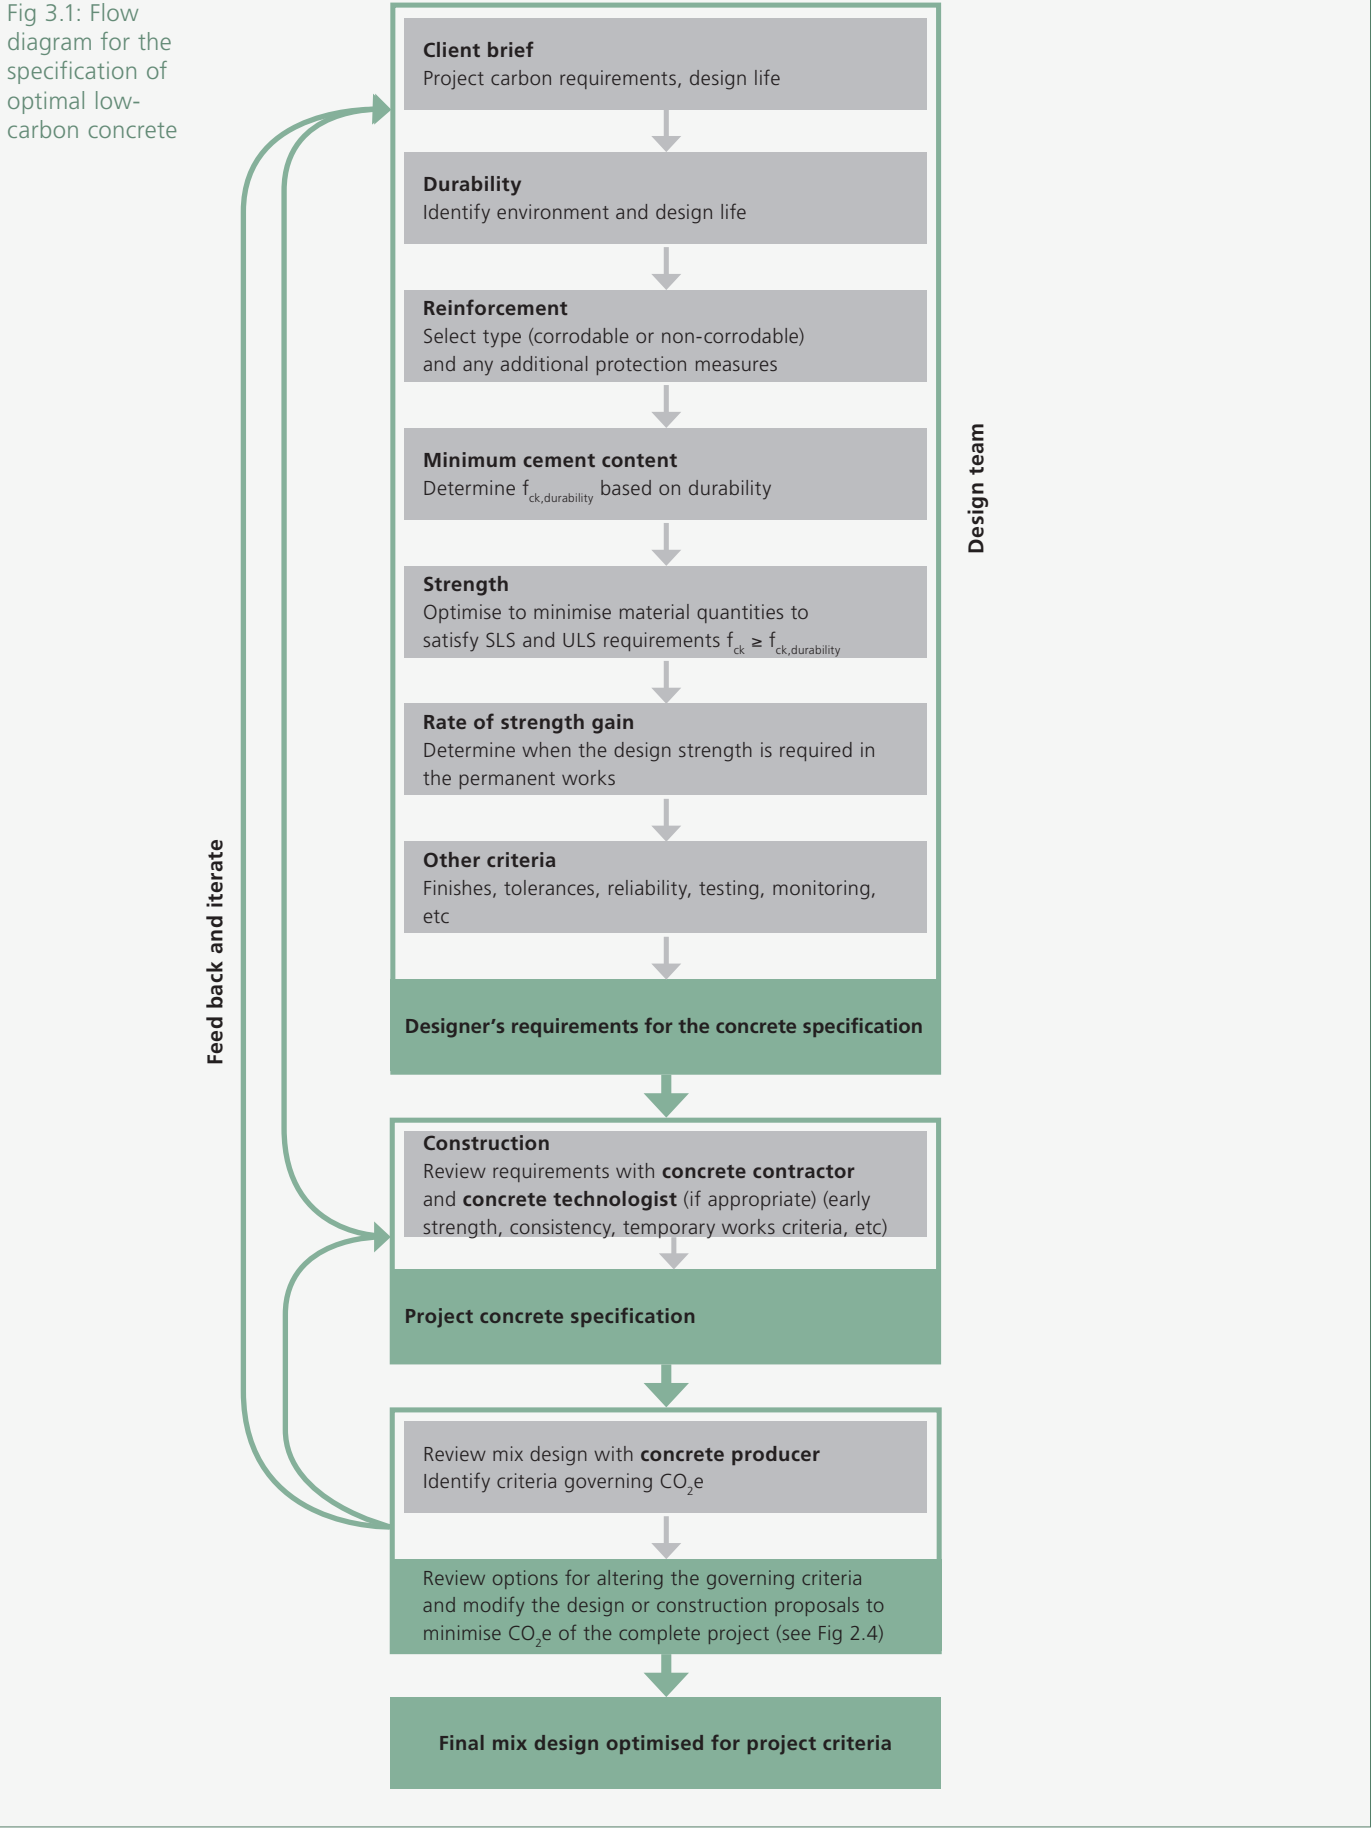 Fig 3.1: Flow
diagram for the
specification of
optimal low-
carbon concrete
Client brief
Project carbon requirements, design life
Durability
Identify environment and design life
Reinforcement
Select type (corrodable or non-corrodable)
and any additional protection measures
Minimum cement content
Determine fck,durability based on durability
Strength
Optimise to minimise material quantities to
satisfy SLS and ULS requirements fck ≥ fck,durability
Rate of strength gain
Determine when the design strength is required in
the permanent works
Other criteria
Finishes, tolerances, reliability, testing, monitoring,
etc
Designer’s requirements for the concrete specification
Design team
Feed back and iterate
Construction
Review requirements with concrete contractor
and concrete technologist (if appropriate) (early
strength, consistency, temporary works criteria, etc)
Project concrete specification
Review mix design with concrete producer
Identify criteria governing CO2e
Review options for altering the governing criteria
and modify the design or construction proposals to
minimise CO2e of the complete project (see Fig 2.4)
Final mix design optimised for project criteria